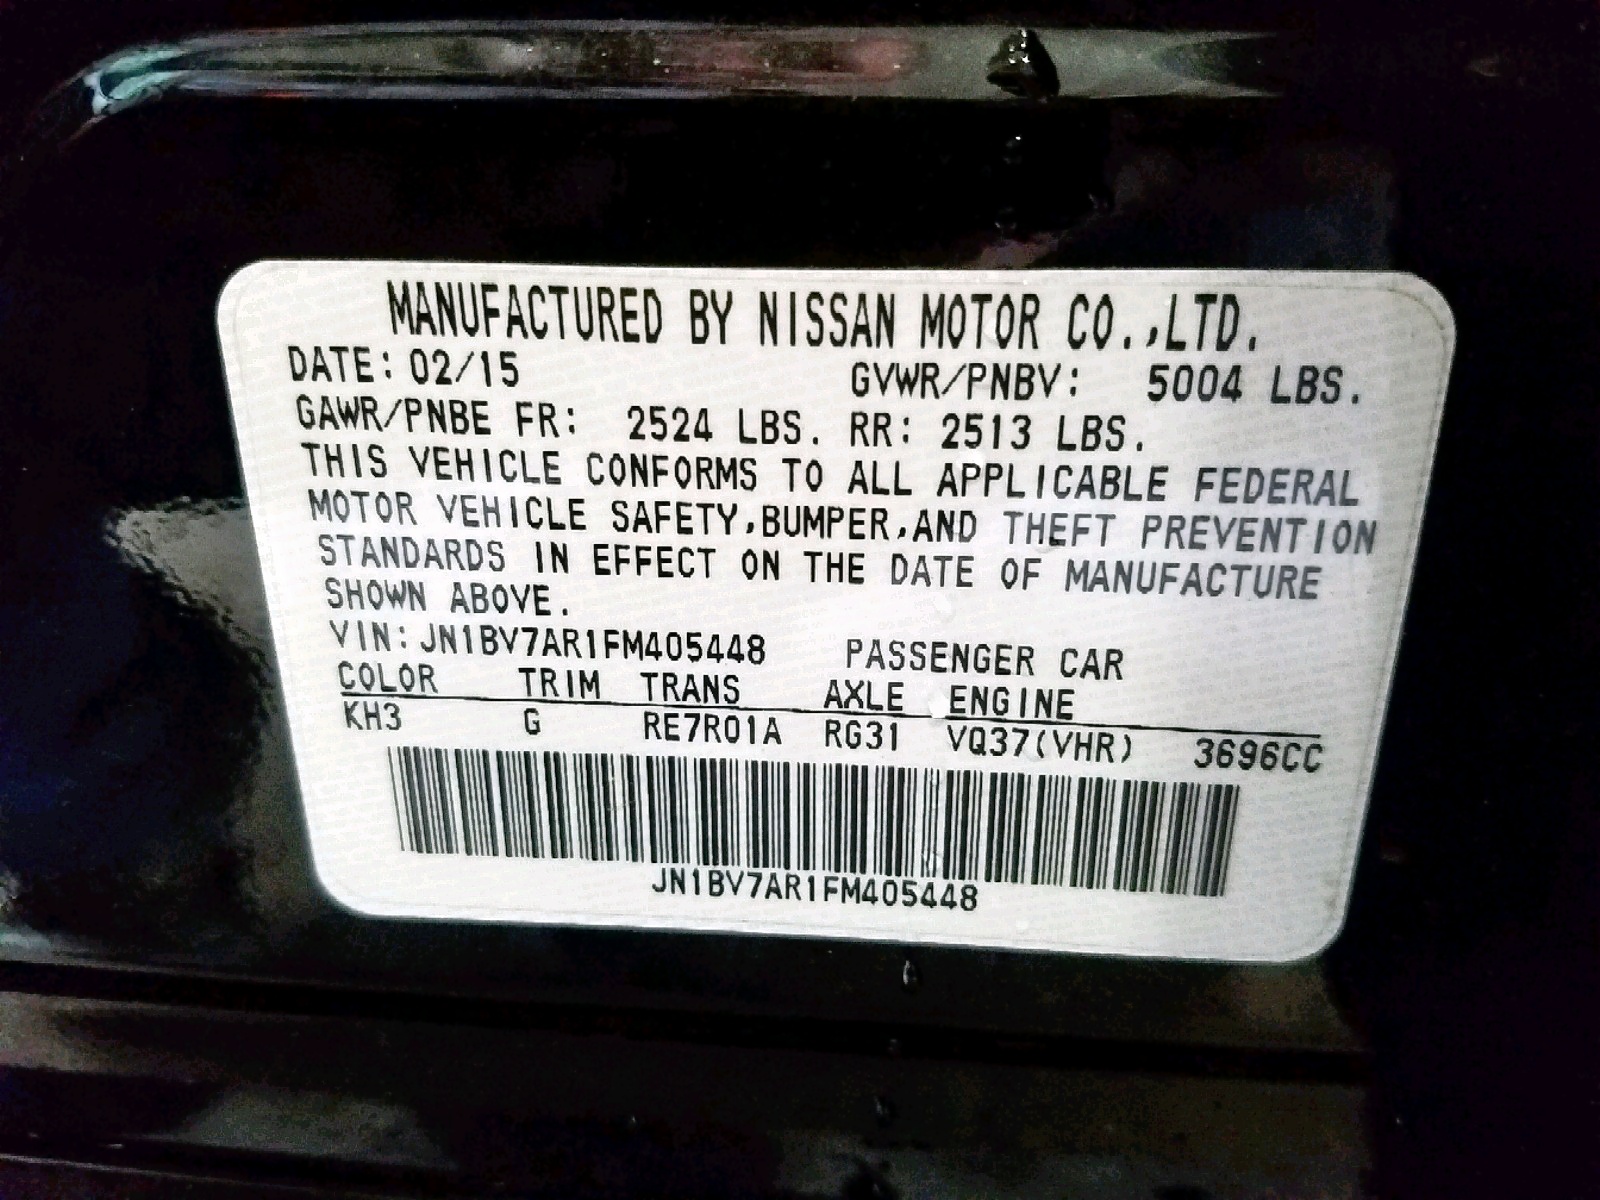 MANUFACTURED BY NISSAN MOTOR CO.,LTD.
DATE: 02/15 GVWR/PNBV: 5004 LBS.
GAWR/PNBE FR: 2524 LBS. RR: 2513 LBS.
THIS VEHICLE CONFORMS TO ALL APPLICABLE FEDERAL
MOTOR VEHICLE SAFETY,BUMPER,AND THEFT PREVENTION
STANDARDS IN EFFECT ON THE DATE OF MANUFACTURE
SHOWN ABOVE.
VIN: JN1BV7AR1FM405448 PASSENGER CAR
COLOR TRIM TRANS AXLE ENGINE
KH3 G RE7R01A RG31 VQ37(VHR) 3696CC
JN1BV7AR1FM405448